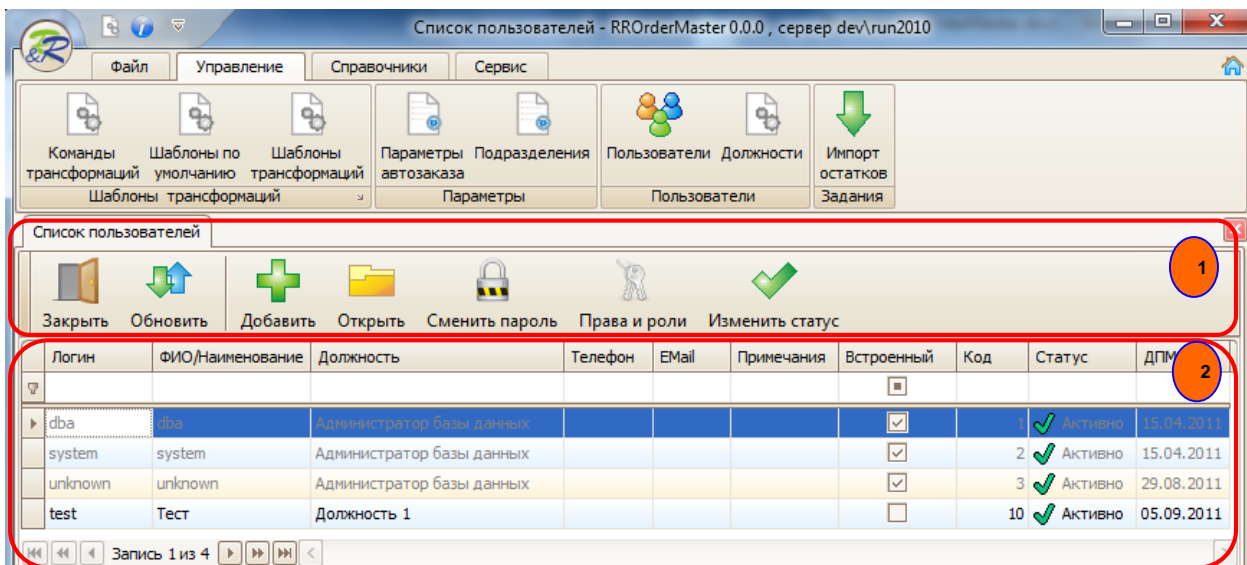 Список пользователей - RROrderMaster 0.0.0 , сервер dev\run2010
&R
Файл Управление Справочники Сервис
Команды трансформаций Шаблоны по умолчанию Шаблоны трансформаций Параметры автозаказа Подразделения Пользователи Должности Импорт остатков
Шаблоны трансформаций Параметры Пользователи Задания
Список пользователей
1
Закрыть Обновить Добавить Открыть Сменить пароль Права и роли Изменить статус
Логин ФИО/Наименование Должность Телефон EMail Примечания Встроенный Код Статус ДПМ
2
dba dba Администратор базы данных 1 Активно 15.04.2011
system system Администратор базы данных 2 Активно 15.04.2011
unknown unknown Администратор базы данных 3 Активно 29.08.2011
test Тест Должность 1 10 Активно 05.09.2011
Запись 1 из 4